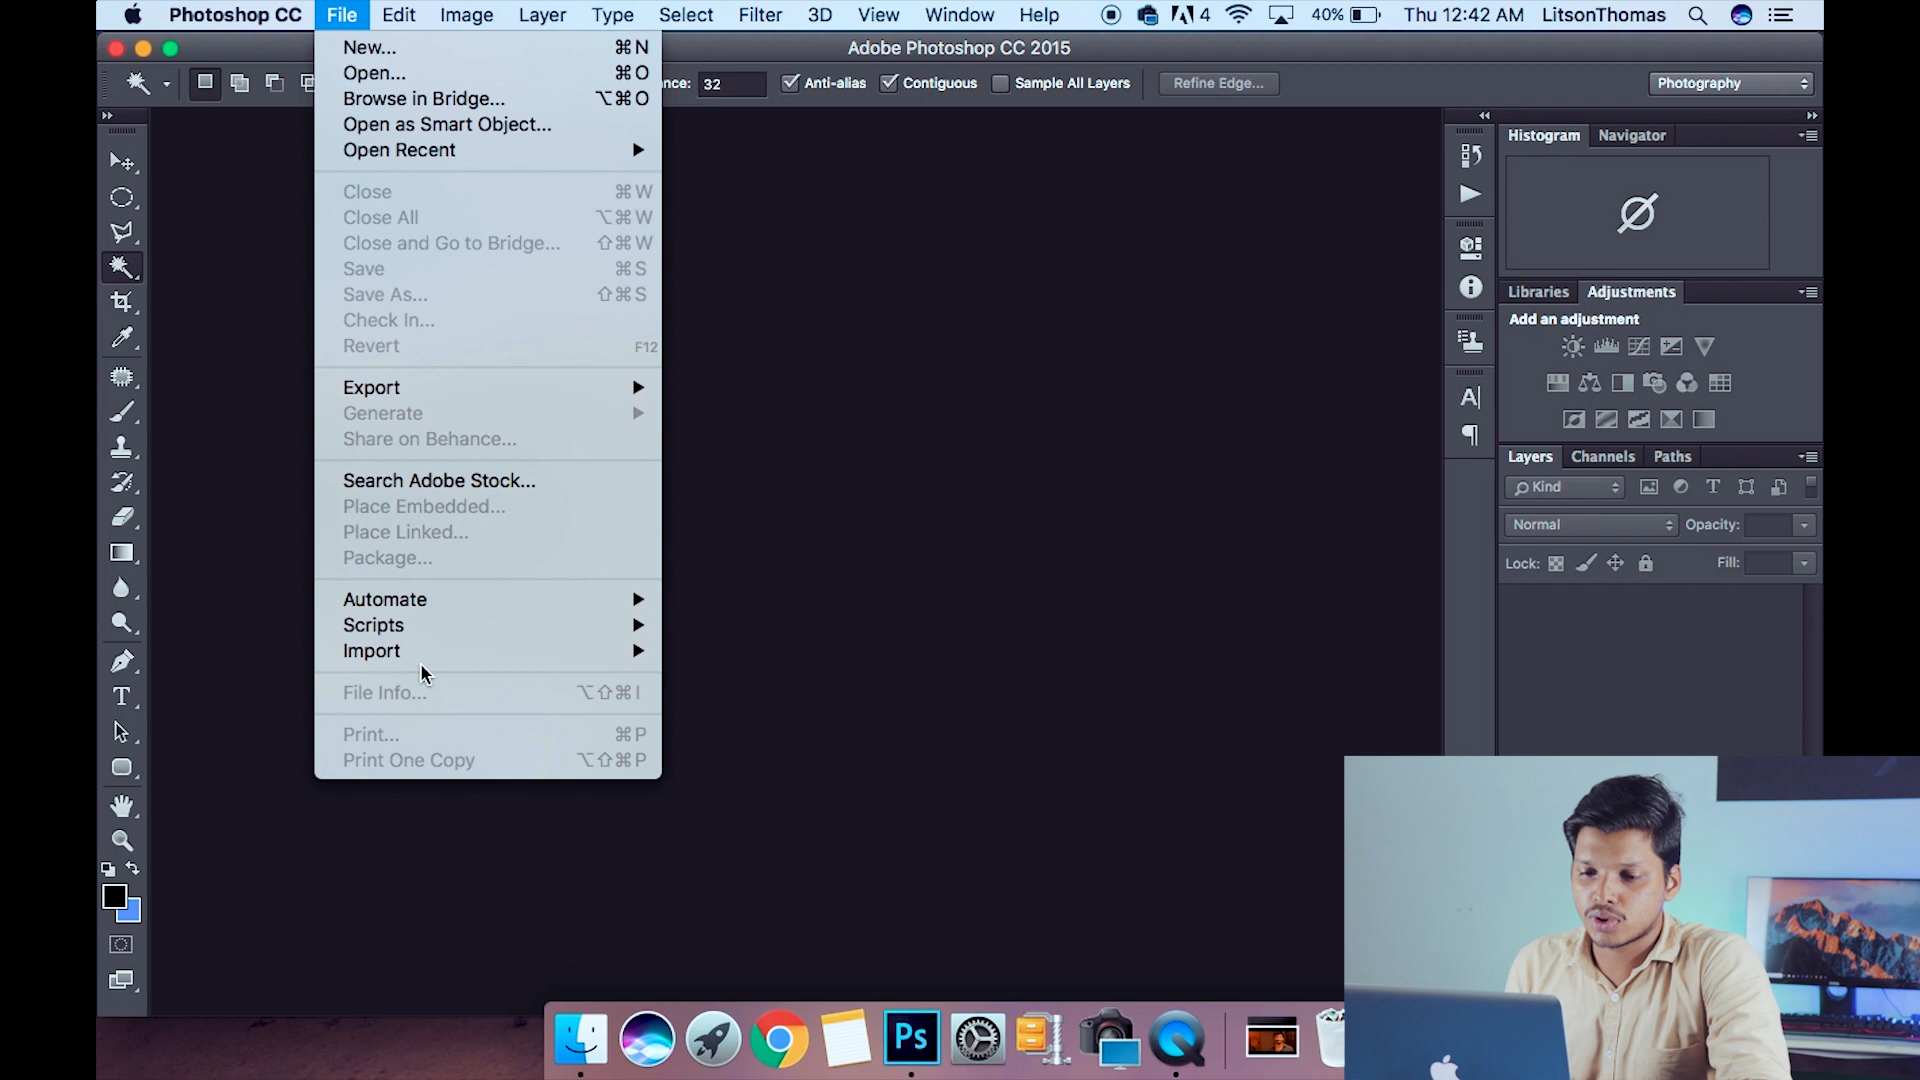 Photoshop CC File Edit Image Layer Type Select Filter 3D View Window Help 4 40% Thu 12:42 AM LitsonThomas
Adobe Photoshop CC 2015
nce: 32 Anti-alias Contiguous Sample All Layers Refine Edge... Photography
New... ⌘N
Open... ⌘O
Browse in Bridge... ⌥⌘O
Open as Smart Object...
Open Recent
Close ⌘W
Close All ⌥⌘W
Close and Go to Bridge... ⇧⌘W
Save ⌘S
Save As... ⇧⌘S
Check In...
Revert F12
Export
Generate
Share on Behance...
Search Adobe Stock...
Place Embedded...
Place Linked...
Package...
Automate
Scripts
Import
File Info... ⌥⇧⌘I
Print... ⌘P
Print One Copy ⌥⇧⌘P
Histogram Navigator
Libraries Adjustments
Add an adjustment
Layers Channels Paths
Kind
Normal Opacity:
Lock: Fill:
Ps